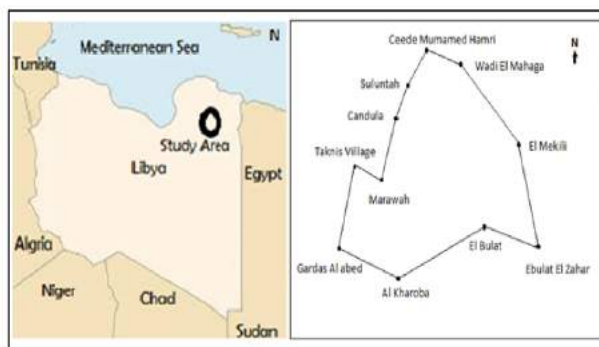 Mediterranean Sea
N
Tunisia
Study Area
Libya
Egypt
Algria
Niger
Chad
Sudan
Ceede Mumamed Hamri
N
Wadi El Mahaga
Suluntah
Candula
El Mekili
Taknis Village
Marawah
El Bulat
Gardas Al abed
Ebulat El Zahar
Al Kharoba